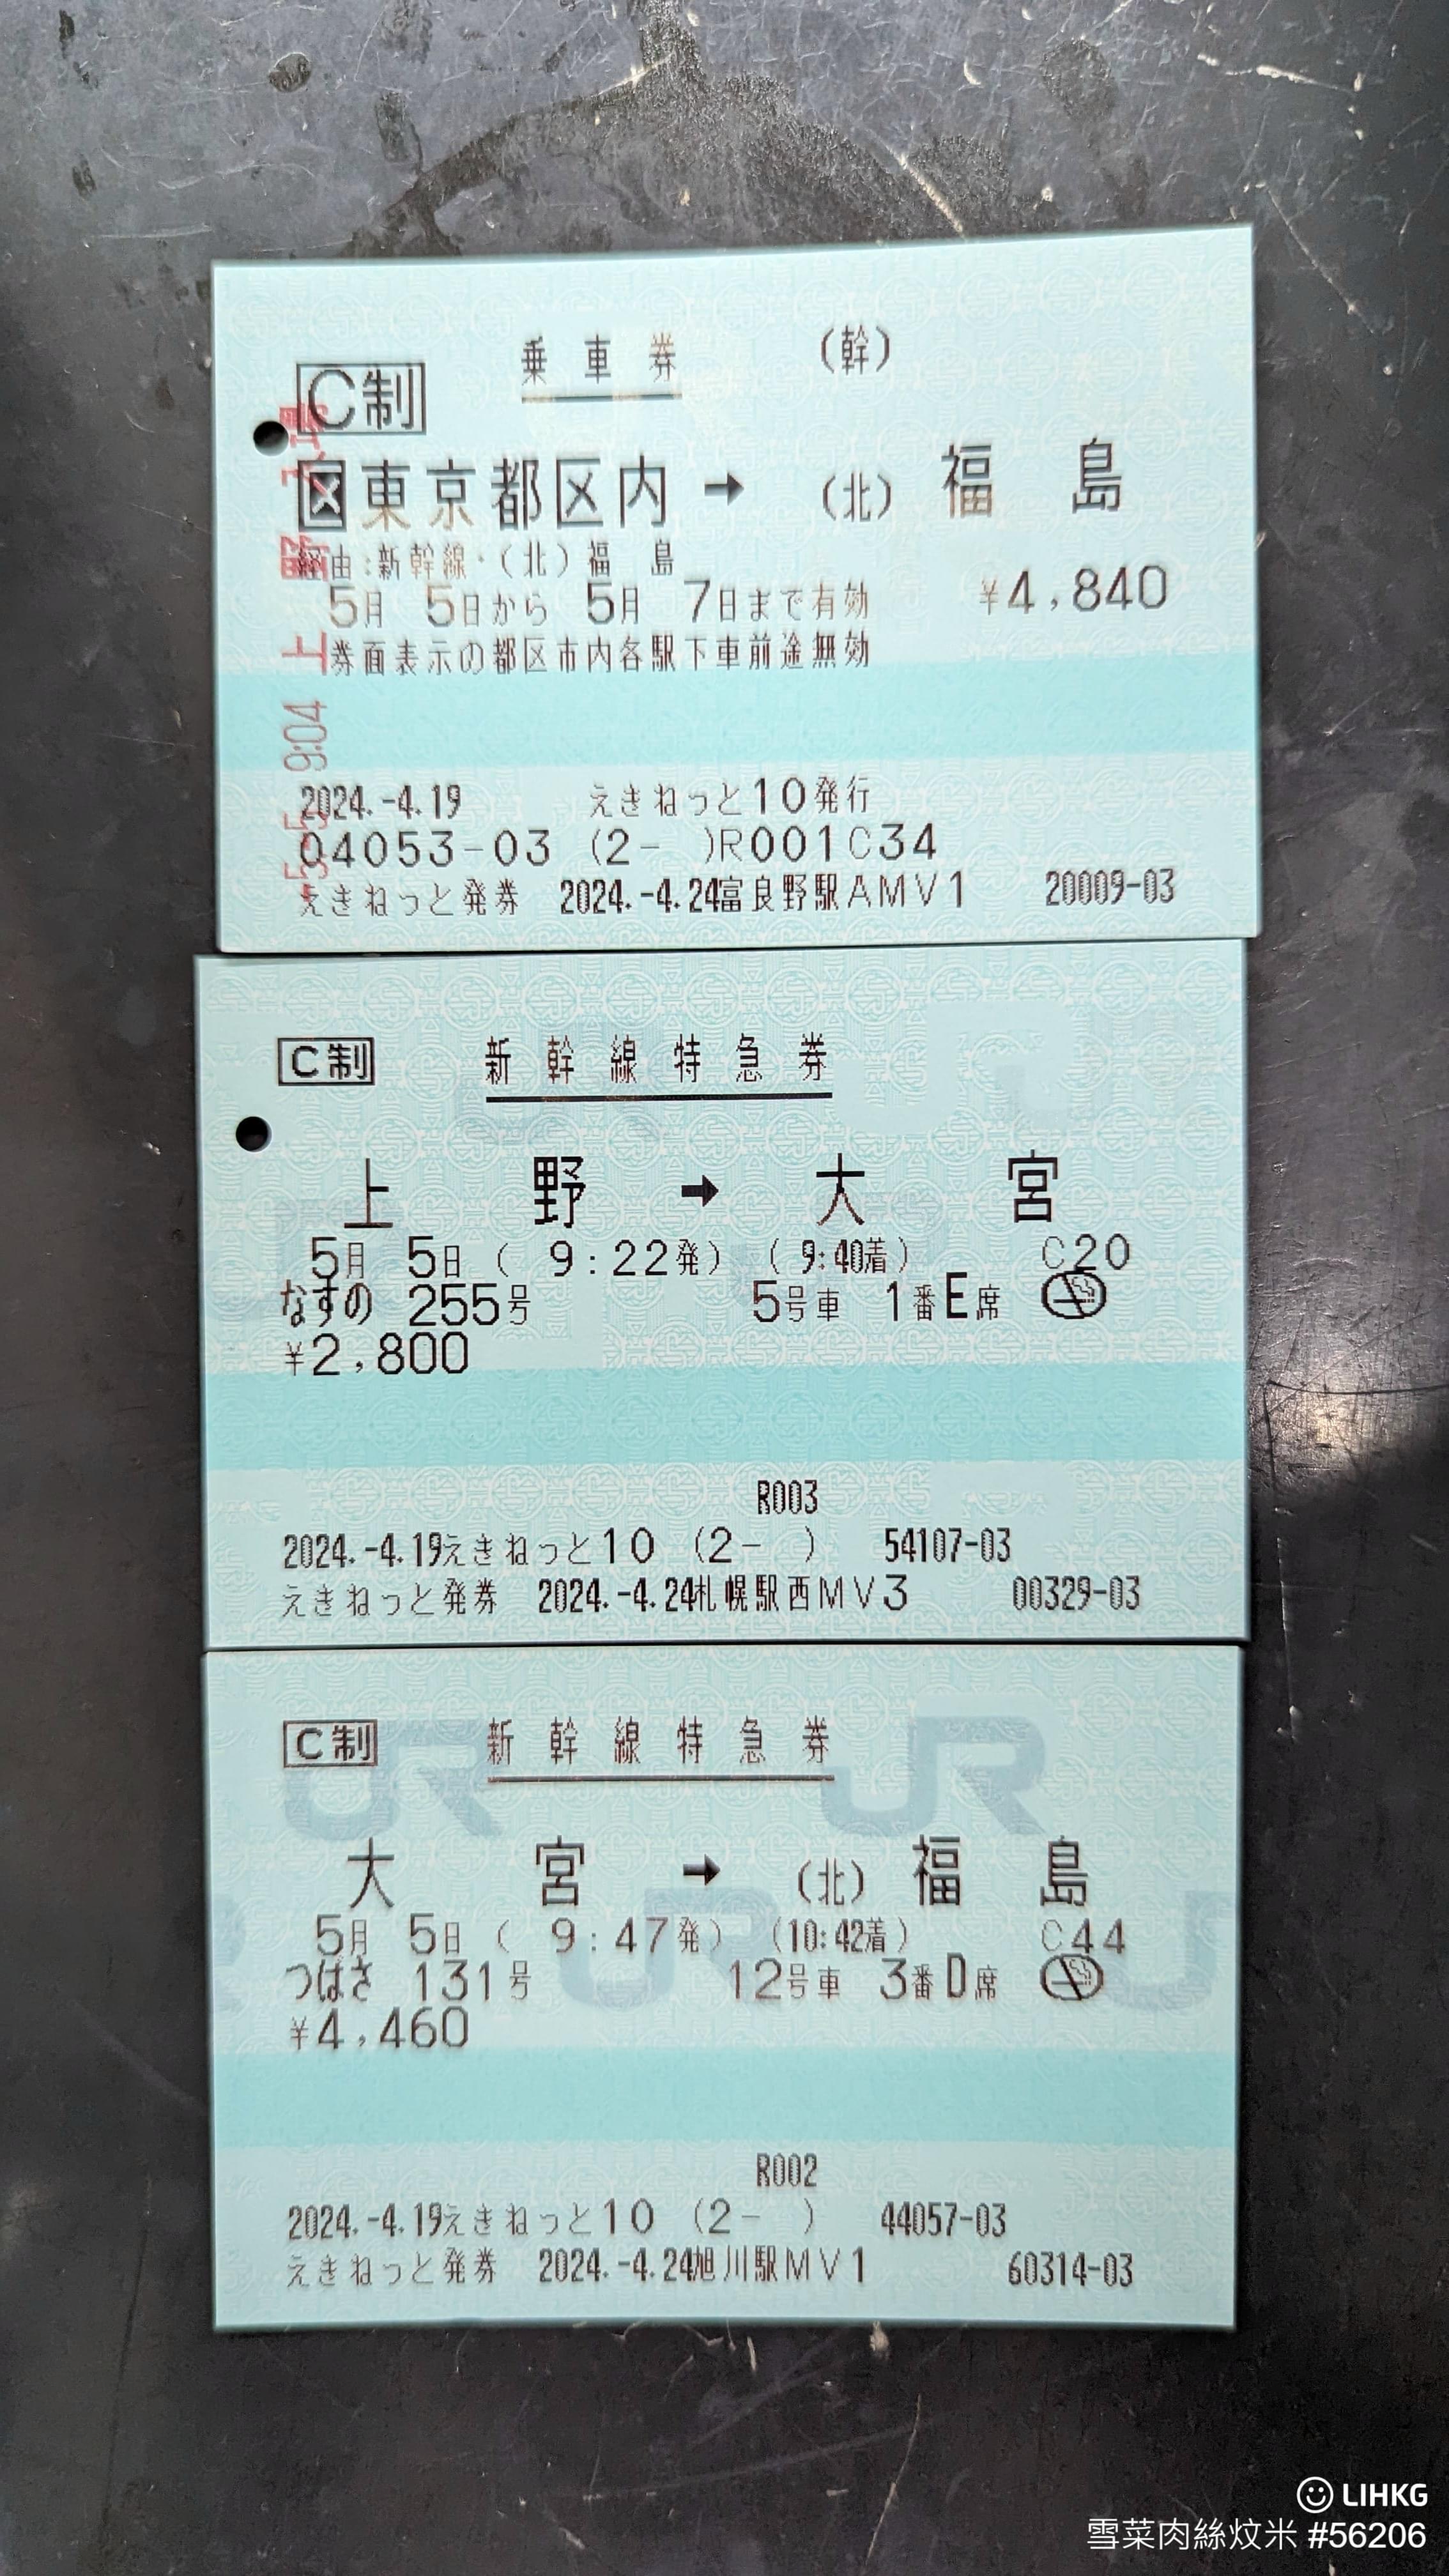 乗車券 (幹)
C制
区東京都区内 → (北) 福島
経由:新幹線・(北)福島
5月 5日から 5月 7日まで有効 ¥4,840
券面表示の都区市内各駅下車前途無効
2024.-4.19 えきねっと10発行
04053-03 (2- )R001C34
えきねっと発券 2024.-4.24富良野駅AMV1 20009-03
-5.-5 9:04 上野
C制 新幹線特急券
上野 → 大宮
5月 5日 ( 9:22発) ( 9:40着) C20
なすの 255号 5号車 1番E席
¥2,800
R003
2024.-4.19えきねっと10 (2- ) 54107-03
えきねっと発券 2024.-4.24札幌駅西MV3 00329-03
C制 新幹線特急券
大宮 → (北) 福島
5月 5日 ( 9:47発) (10:42着) C44
つばさ 131号 12号車 3番D席
¥4,460
R002
2024.-4.19えきねっと10 (2- ) 44057-03
えきねっと発券 2024.-4.24旭川駅MV1 60314-03
JR JR
JR
LIHKG
雪菜肉絲炆米 #56206